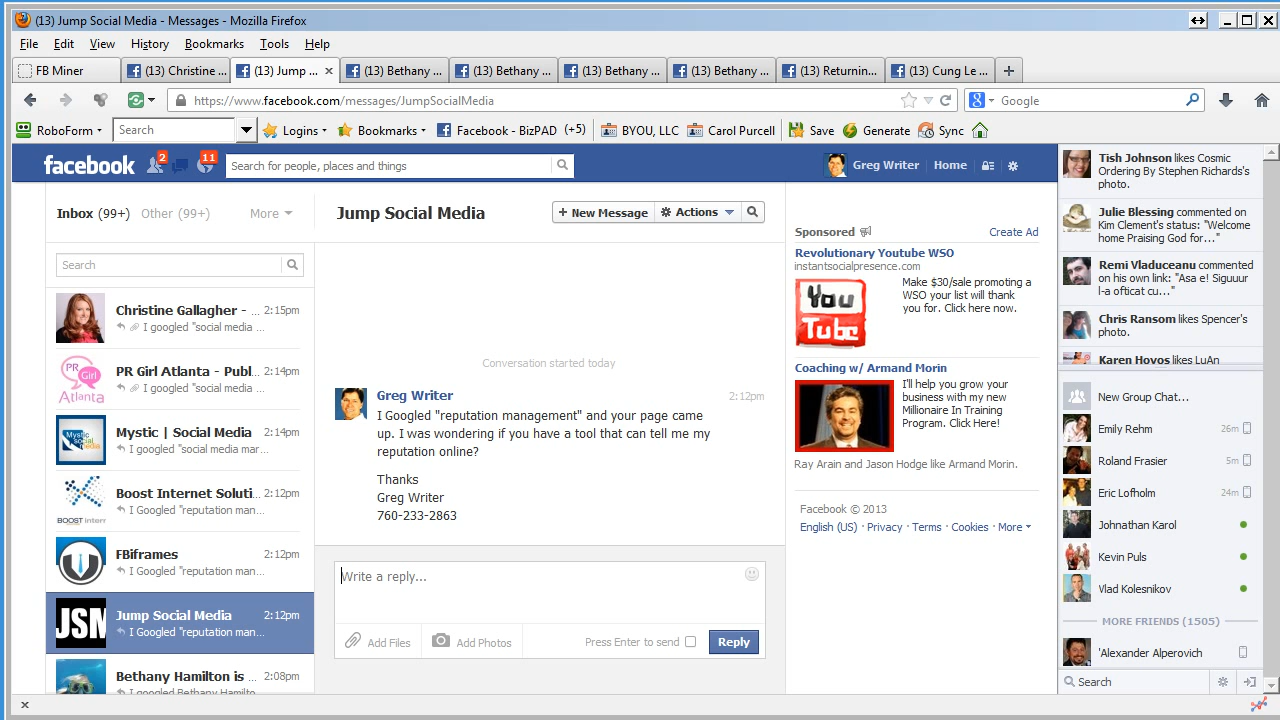 (13) Jump Social Media - Messages - Mozilla Firefox
File Edit View History Bookmarks Tools Help
FB Miner
(13) Christine ...
(13) Jump ...
(13) Bethany ...
(13) Bethany ...
(13) Bethany ...
(13) Bethany ...
(13) Returnin...
(13) Cung Le ...
https://www.facebook.com/messages/JumpSocialMedia
Google
RoboForm
Search
Logins
Bookmarks
Facebook - BizPAD (+5)
BYOU, LLC
Carol Purcell
Save
Generate
Sync
facebook
2
11
Search for people, places and things
Greg Writer
Home
Inbox (99+)
Other (99+)
More
Search
Christine Gallagher - ... 2:15pm
I googled "social media ...
PR Girl Atlanta - Publ... 2:14pm
I googled "social media ...
PR Girl Atlanta
Mystic | Social Media 2:14pm
I googled "social media mar...
Mystic social media
Boost Internet Soluti... 2:12pm
I Googled "reputation man...
BOOST interr
FBiframes 2:12pm
I Googled "reputation man...
Jump Social Media 2:12pm
I Googled "reputation man...
JSM
Bethany Hamilton is ... 2:08pm
I googled Bethany Hamilto...
Jump Social Media
+ New Message
Actions
Conversation started today
Greg Writer 2:12pm
I Googled "reputation management" and your page came
up. I was wondering if you have a tool that can tell me my
reputation online?
Thanks
Greg Writer
760-233-2863
Write a reply...
Add Files
Add Photos
Press Enter to send
Reply
Sponsored
Create Ad
Revolutionary Youtube WSO
instantsocialpresence.com
You
Tube
Make $30/sale promoting a
WSO your list will thank
you for. Click here now.
Coaching w/ Armand Morin
I'll help you grow your
business with my new
Millionaire In Training
Program. Click Here!
Ray Arain and Jason Hodge like Armand Morin.
Facebook © 2013
English (US) · Privacy · Terms · Cookies · More
Tish Johnson likes Cosmic
Ordering By Stephen Richards's
photo.
Julie Blessing commented on
Kim Clement's status: "Welcome
home Praising God for..."
Remi Vladuceanu commented
on his own link: "Asa e! Siguuur
l-a ofticat cu..."
Chris Ransom likes Spencer's
photo.
Karen Hoyos likes LuAn
New Group Chat...
Emily Rehm 26m
Roland Frasier 5m
Eric Lofholm 24m
Johnathan Karol
Kevin Puls
Vlad Kolesnikov
MORE FRIENDS (1505)
'Alexander Alperovich
Search